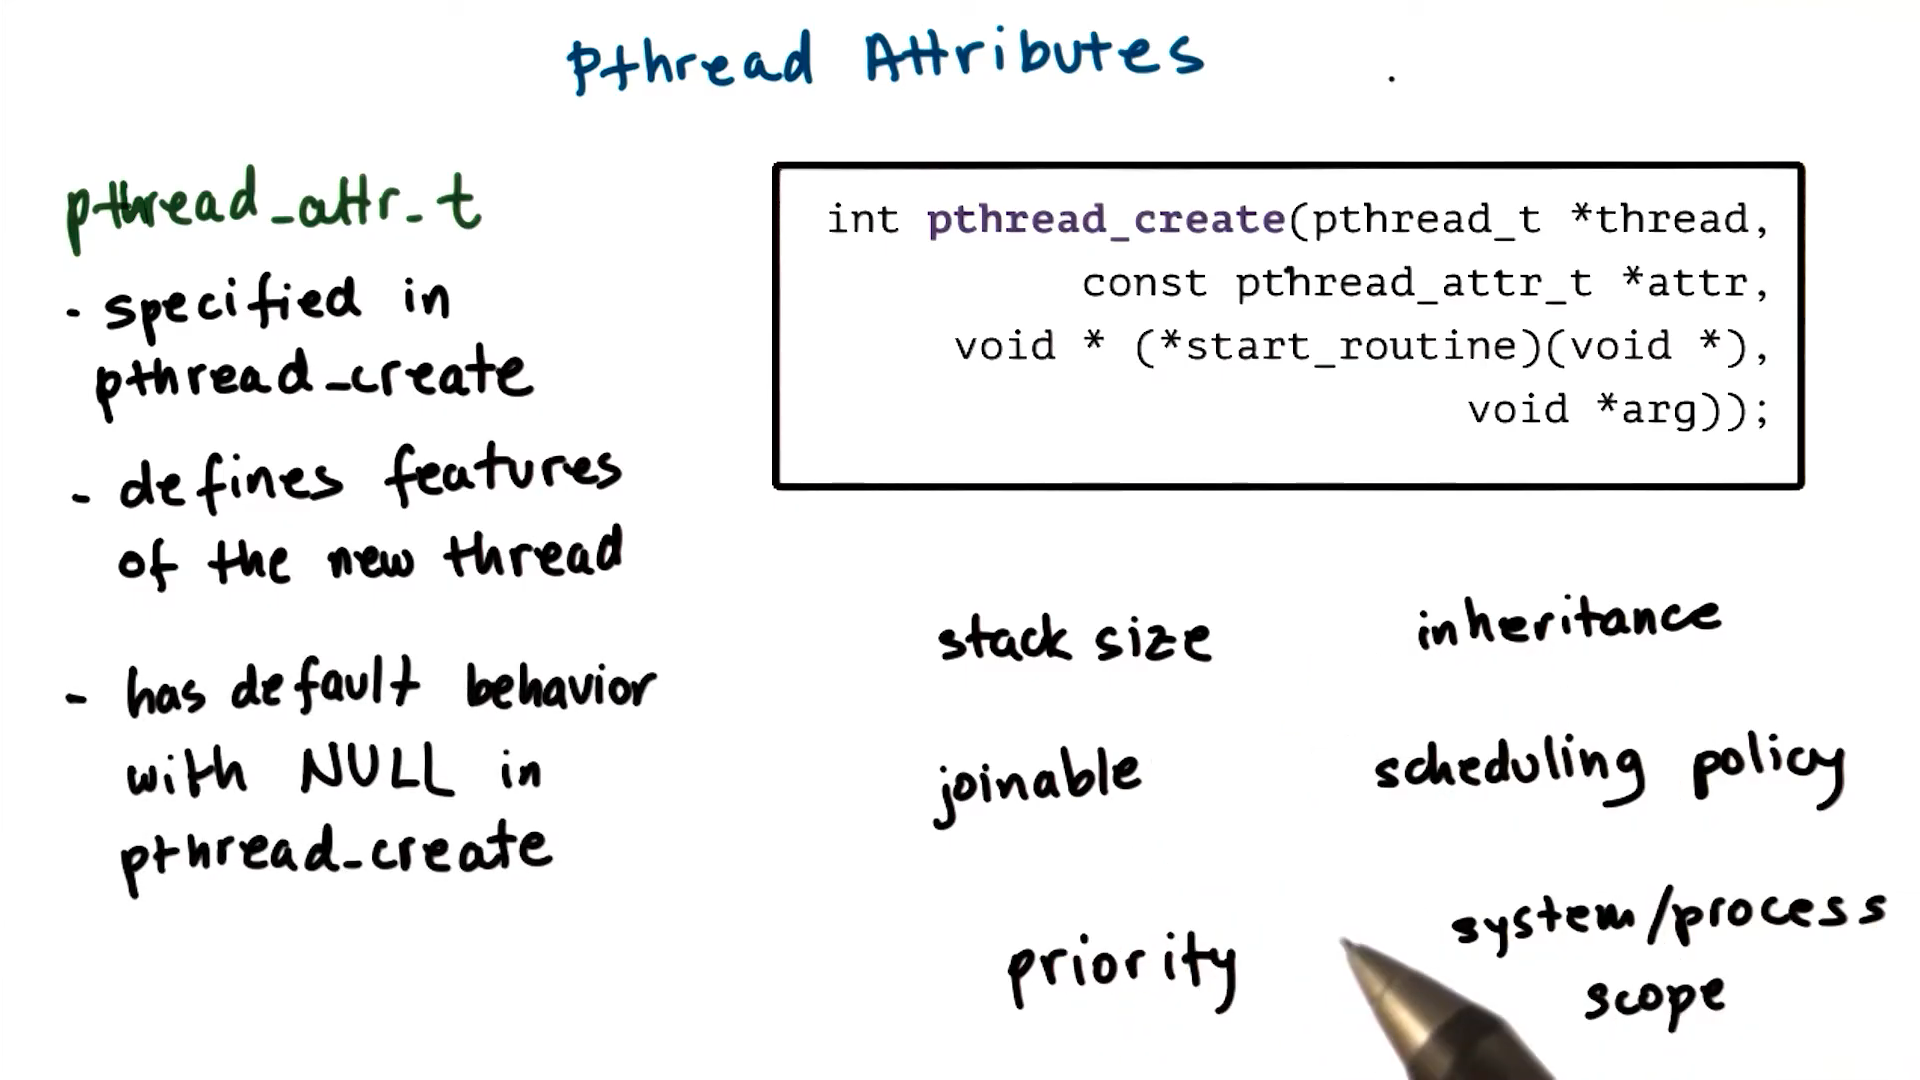 Pthread Attributes
pthread_attr_t
- specified in
pthread_create
- defines features
of the new thread
- has default behavior
with NULL in
pthread_create
int pthread_create(pthread_t *thread,
const pthread_attr_t *attr,
void * (*start_routine)(void *),
void *arg));
stack size
inheritance
joinable
scheduling policy
priority
system/process
scope